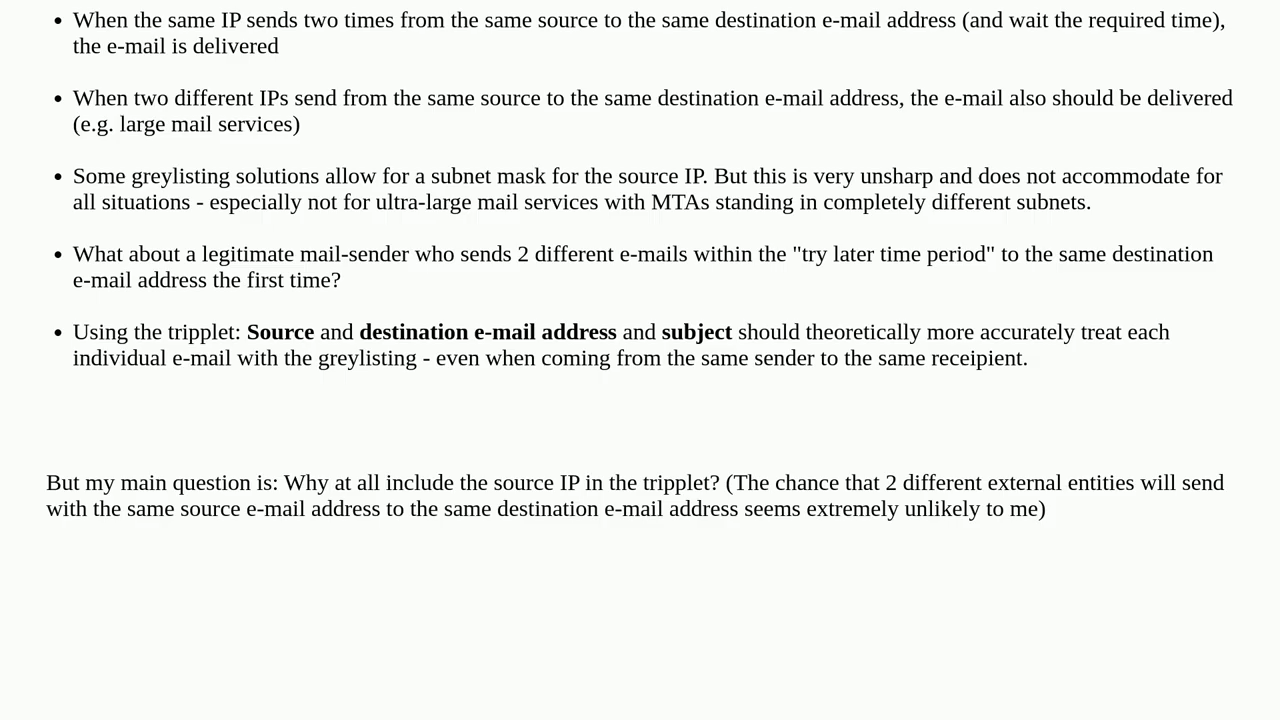 • When the same IP sends two times from the same source to the same destination e-mail address (and wait the required time),
the e-mail is delivered
• When two different IPs send from the same source to the same destination e-mail address, the e-mail also should be delivered
(e.g. large mail services)
• Some greylisting solutions allow for a subnet mask for the source IP. But this is very unsharp and does not accommodate for
all situations - especially not for ultra-large mail services with MTAs standing in completely different subnets.
• What about a legitimate mail-sender who sends 2 different e-mails within the "try later time period" to the same destination
e-mail address the first time?
• Using the tripplet: Source and destination e-mail address and subject should theoretically more accurately treat each
individual e-mail with the greylisting - even when coming from the same sender to the same receipient.
But my main question is: Why at all include the source IP in the tripplet? (The chance that 2 different external entities will send
with the same source e-mail address to the same destination e-mail address seems extremely unlikely to me)